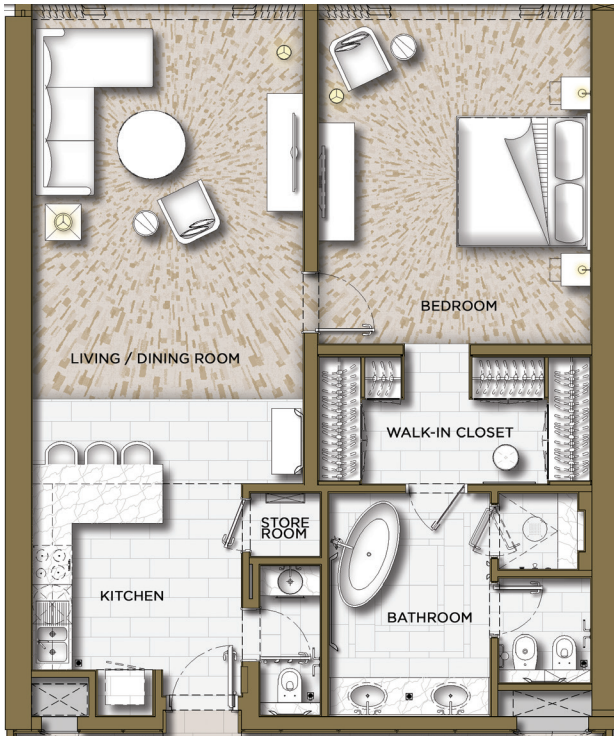 BEDROOM
LIVING / DINING ROOM
WALK-IN CLOSET
STORE
ROOM
KITCHEN
BATHROOM